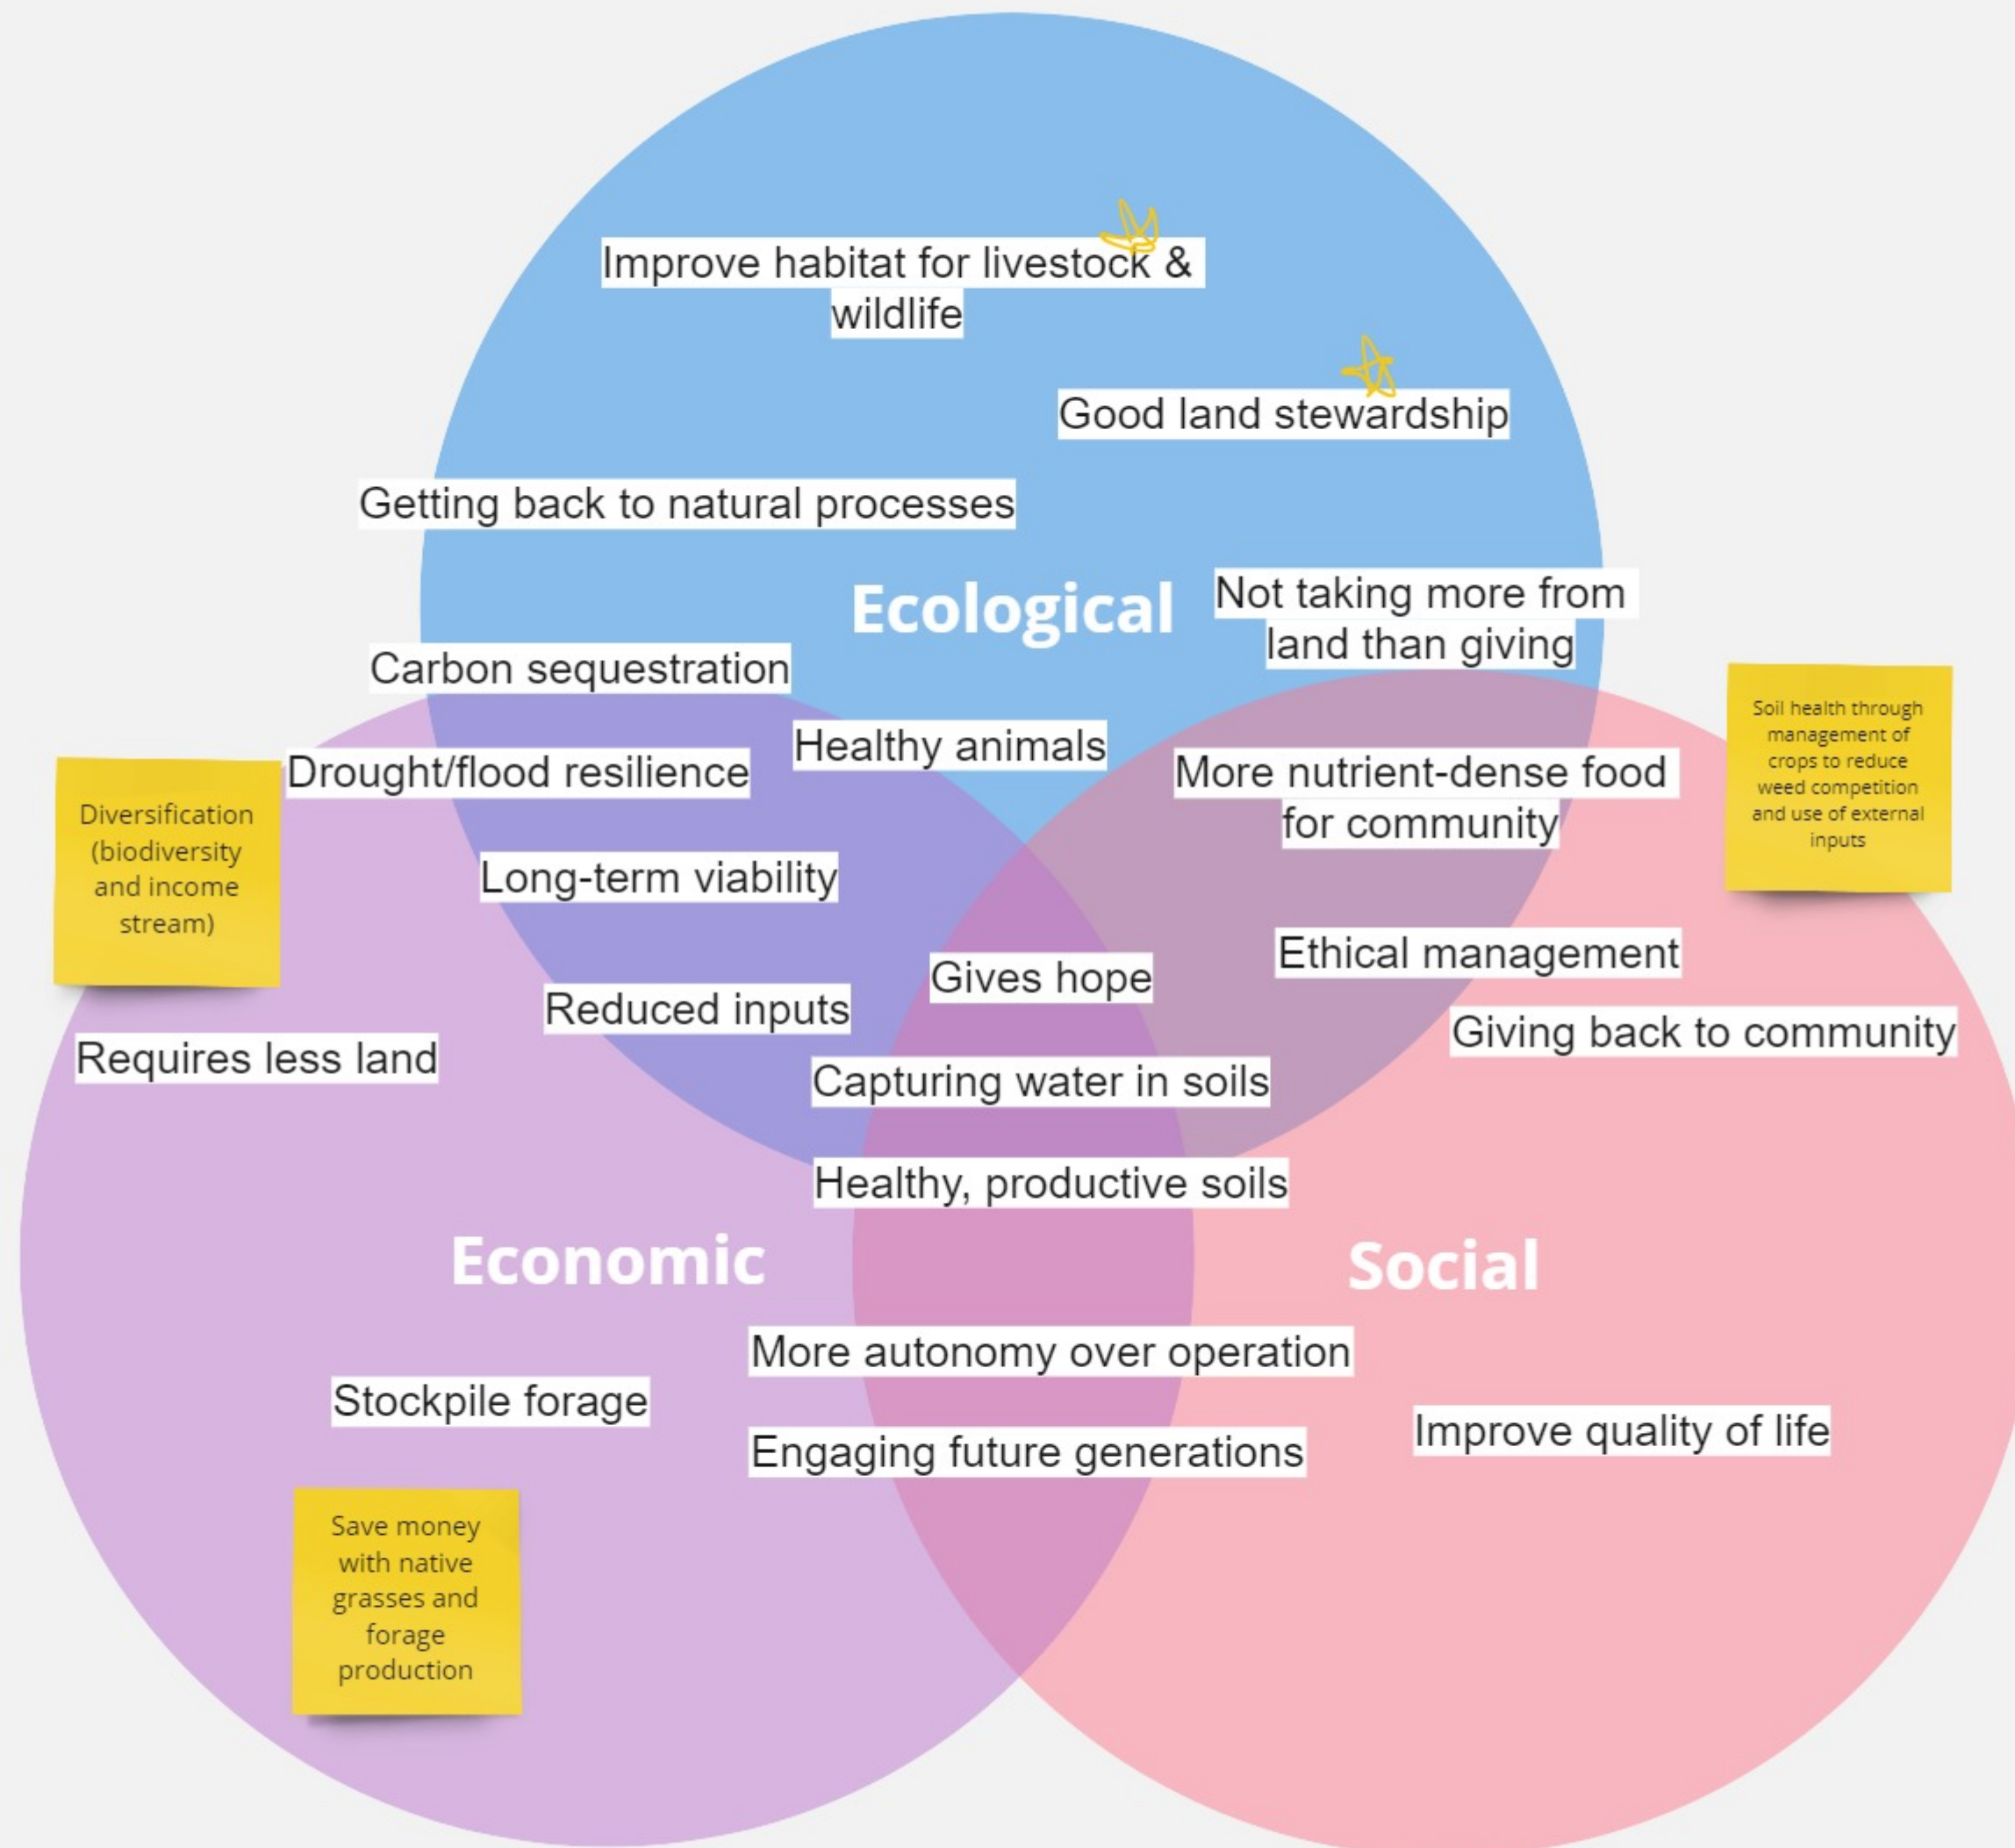 Improve habitat for livestock &
wildlife
Good land stewardship
Getting back to natural processes
Ecological
Not taking more from
land than giving
Carbon sequestration
Healthy animals
Drought/flood resilience
More nutrient-dense food
for community
Soil health through
management of
crops to reduce
weed competition
and use of external
inputs
Diversification
(biodiversity
and income
stream)
Long-term viability
Ethical management
Gives hope
Reduced inputs
Giving back to community
Requires less land
Capturing water in soils
Healthy, productive soils
Economic
Social
More autonomy over operation
Stockpile forage
Engaging future generations
Improve quality of life
Save money
with native
grasses and
forage
production